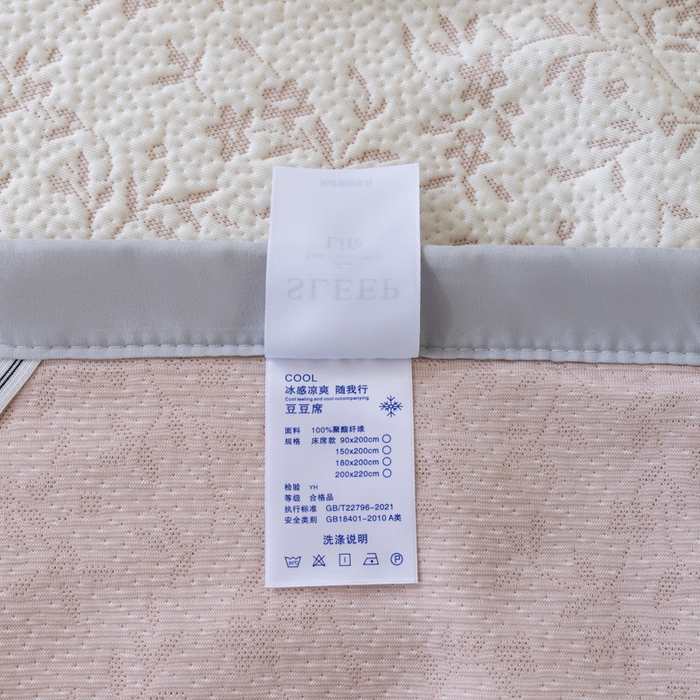 Life
SLEEP
COOL
冰感凉爽 随我行
Cool feeling and cool accompanying
豆豆席
面料 100%聚酯纤维
规格 床席款 90x200cm
150x200cm
180x200cm
200x220cm
检验 YH
等级 合格品
执行标准 GB/T22796-2021
安全类别 GB18401-2010 A类
洗涤说明